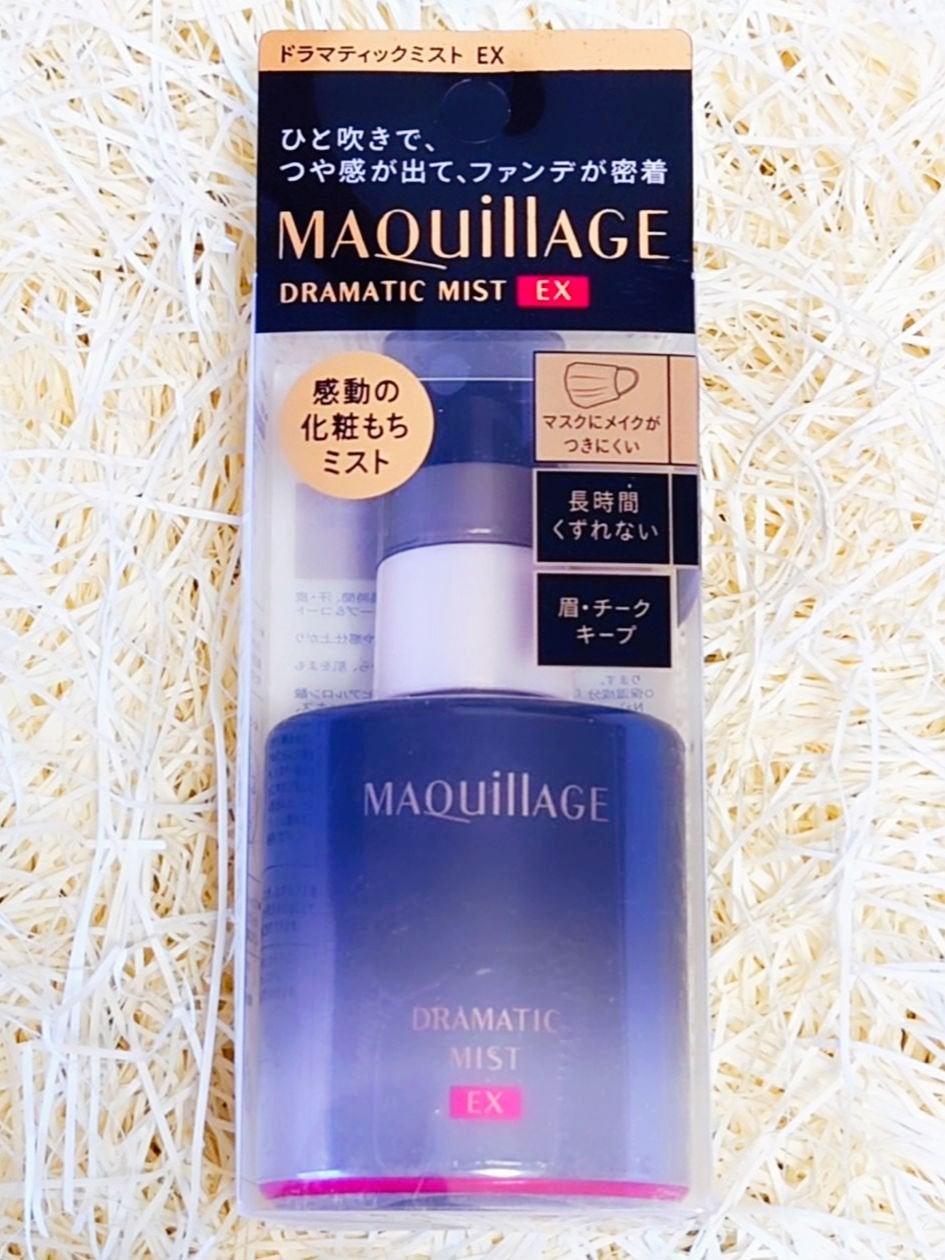 ドラマティックミスト EX
ひと吹きで、
つや感が出て、ファンデが密着
MAQuillAGE
DRAMATIC MIST EX
感動の
化粧もち
ミスト
マスクにメイクが
つきにくい
長時間
くずれない
眉・チーク
キープ
MAQuillAGE
DRAMATIC
MIST
EX